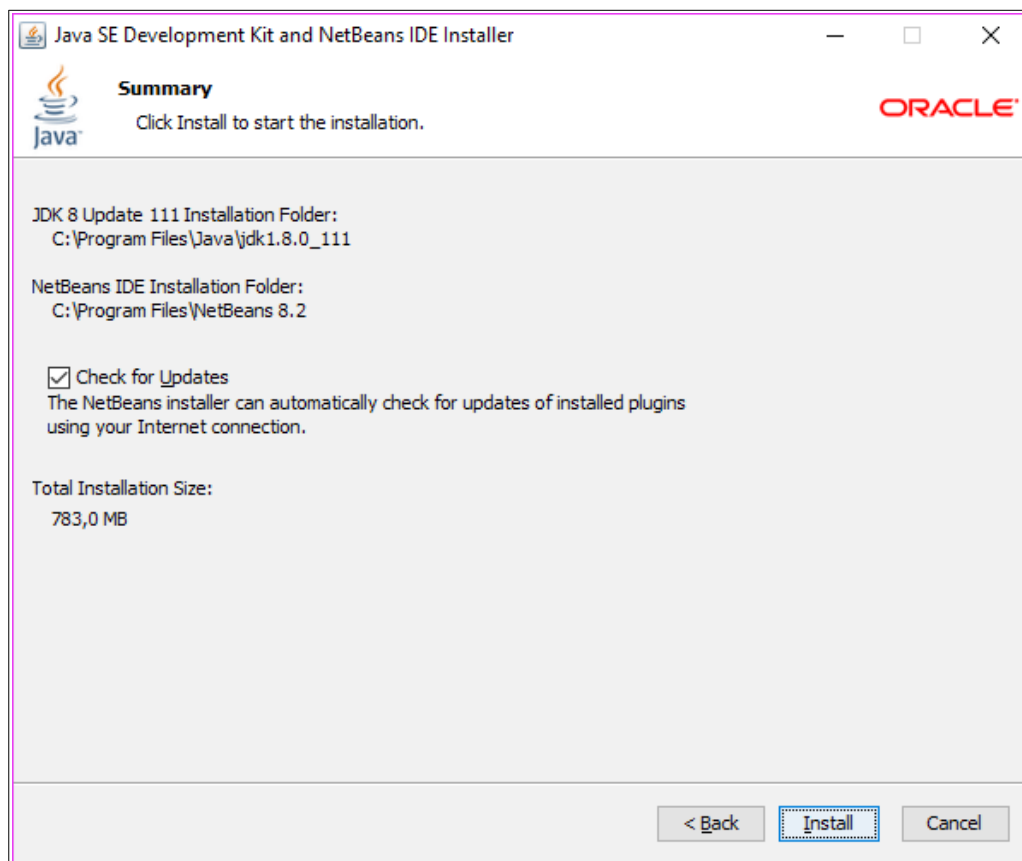 Java SE Development Kit and NetBeans IDE Installer
Summary
Click Install to start the installation.
Java
ORACLE
JDK 8 Update 111 Installation Folder:
C:\Program Files\Java\jdk1.8.0_111
NetBeans IDE Installation Folder:
C:\Program Files\NetBeans 8.2
Check for Updates
The NetBeans installer can automatically check for updates of installed plugins
using your Internet connection.
Total Installation Size:
783,0 MB
< Back
Install
Cancel